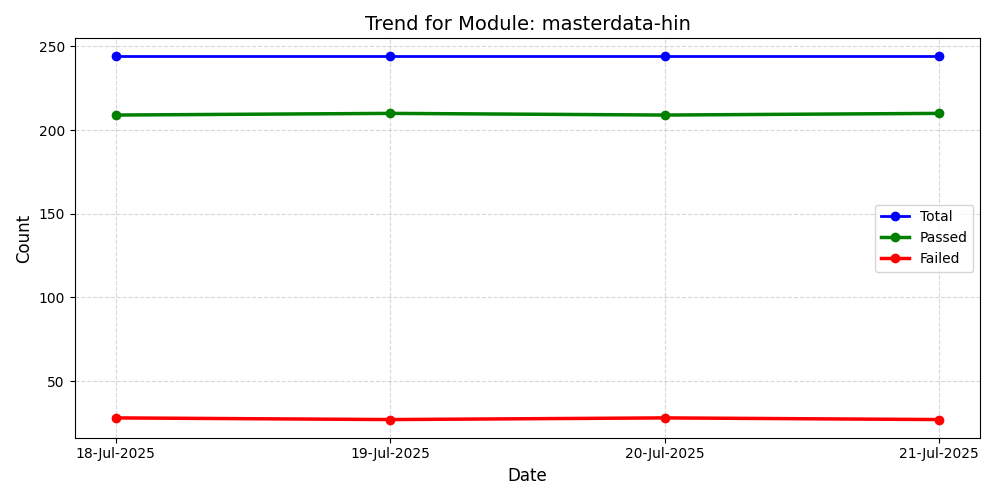 Trend for Module: masterdata-hin
250
200
150
100
50
Count
Total
Passed
Failed
18-Jul-2025
19-Jul-2025
20-Jul-2025
21-Jul-2025
Date